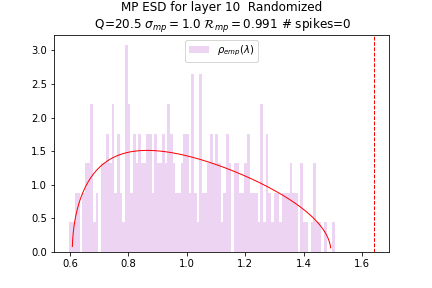 MP ESD for layer 10 Randomized
Q=20.5 σmp = 1.0 ℛmp = 0.991 # spikes=0
ρemp(λ)
3.0
2.5
2.0
1.5
1.0
0.5
0.0
0.6 0.8 1.0 1.2 1.4 1.6